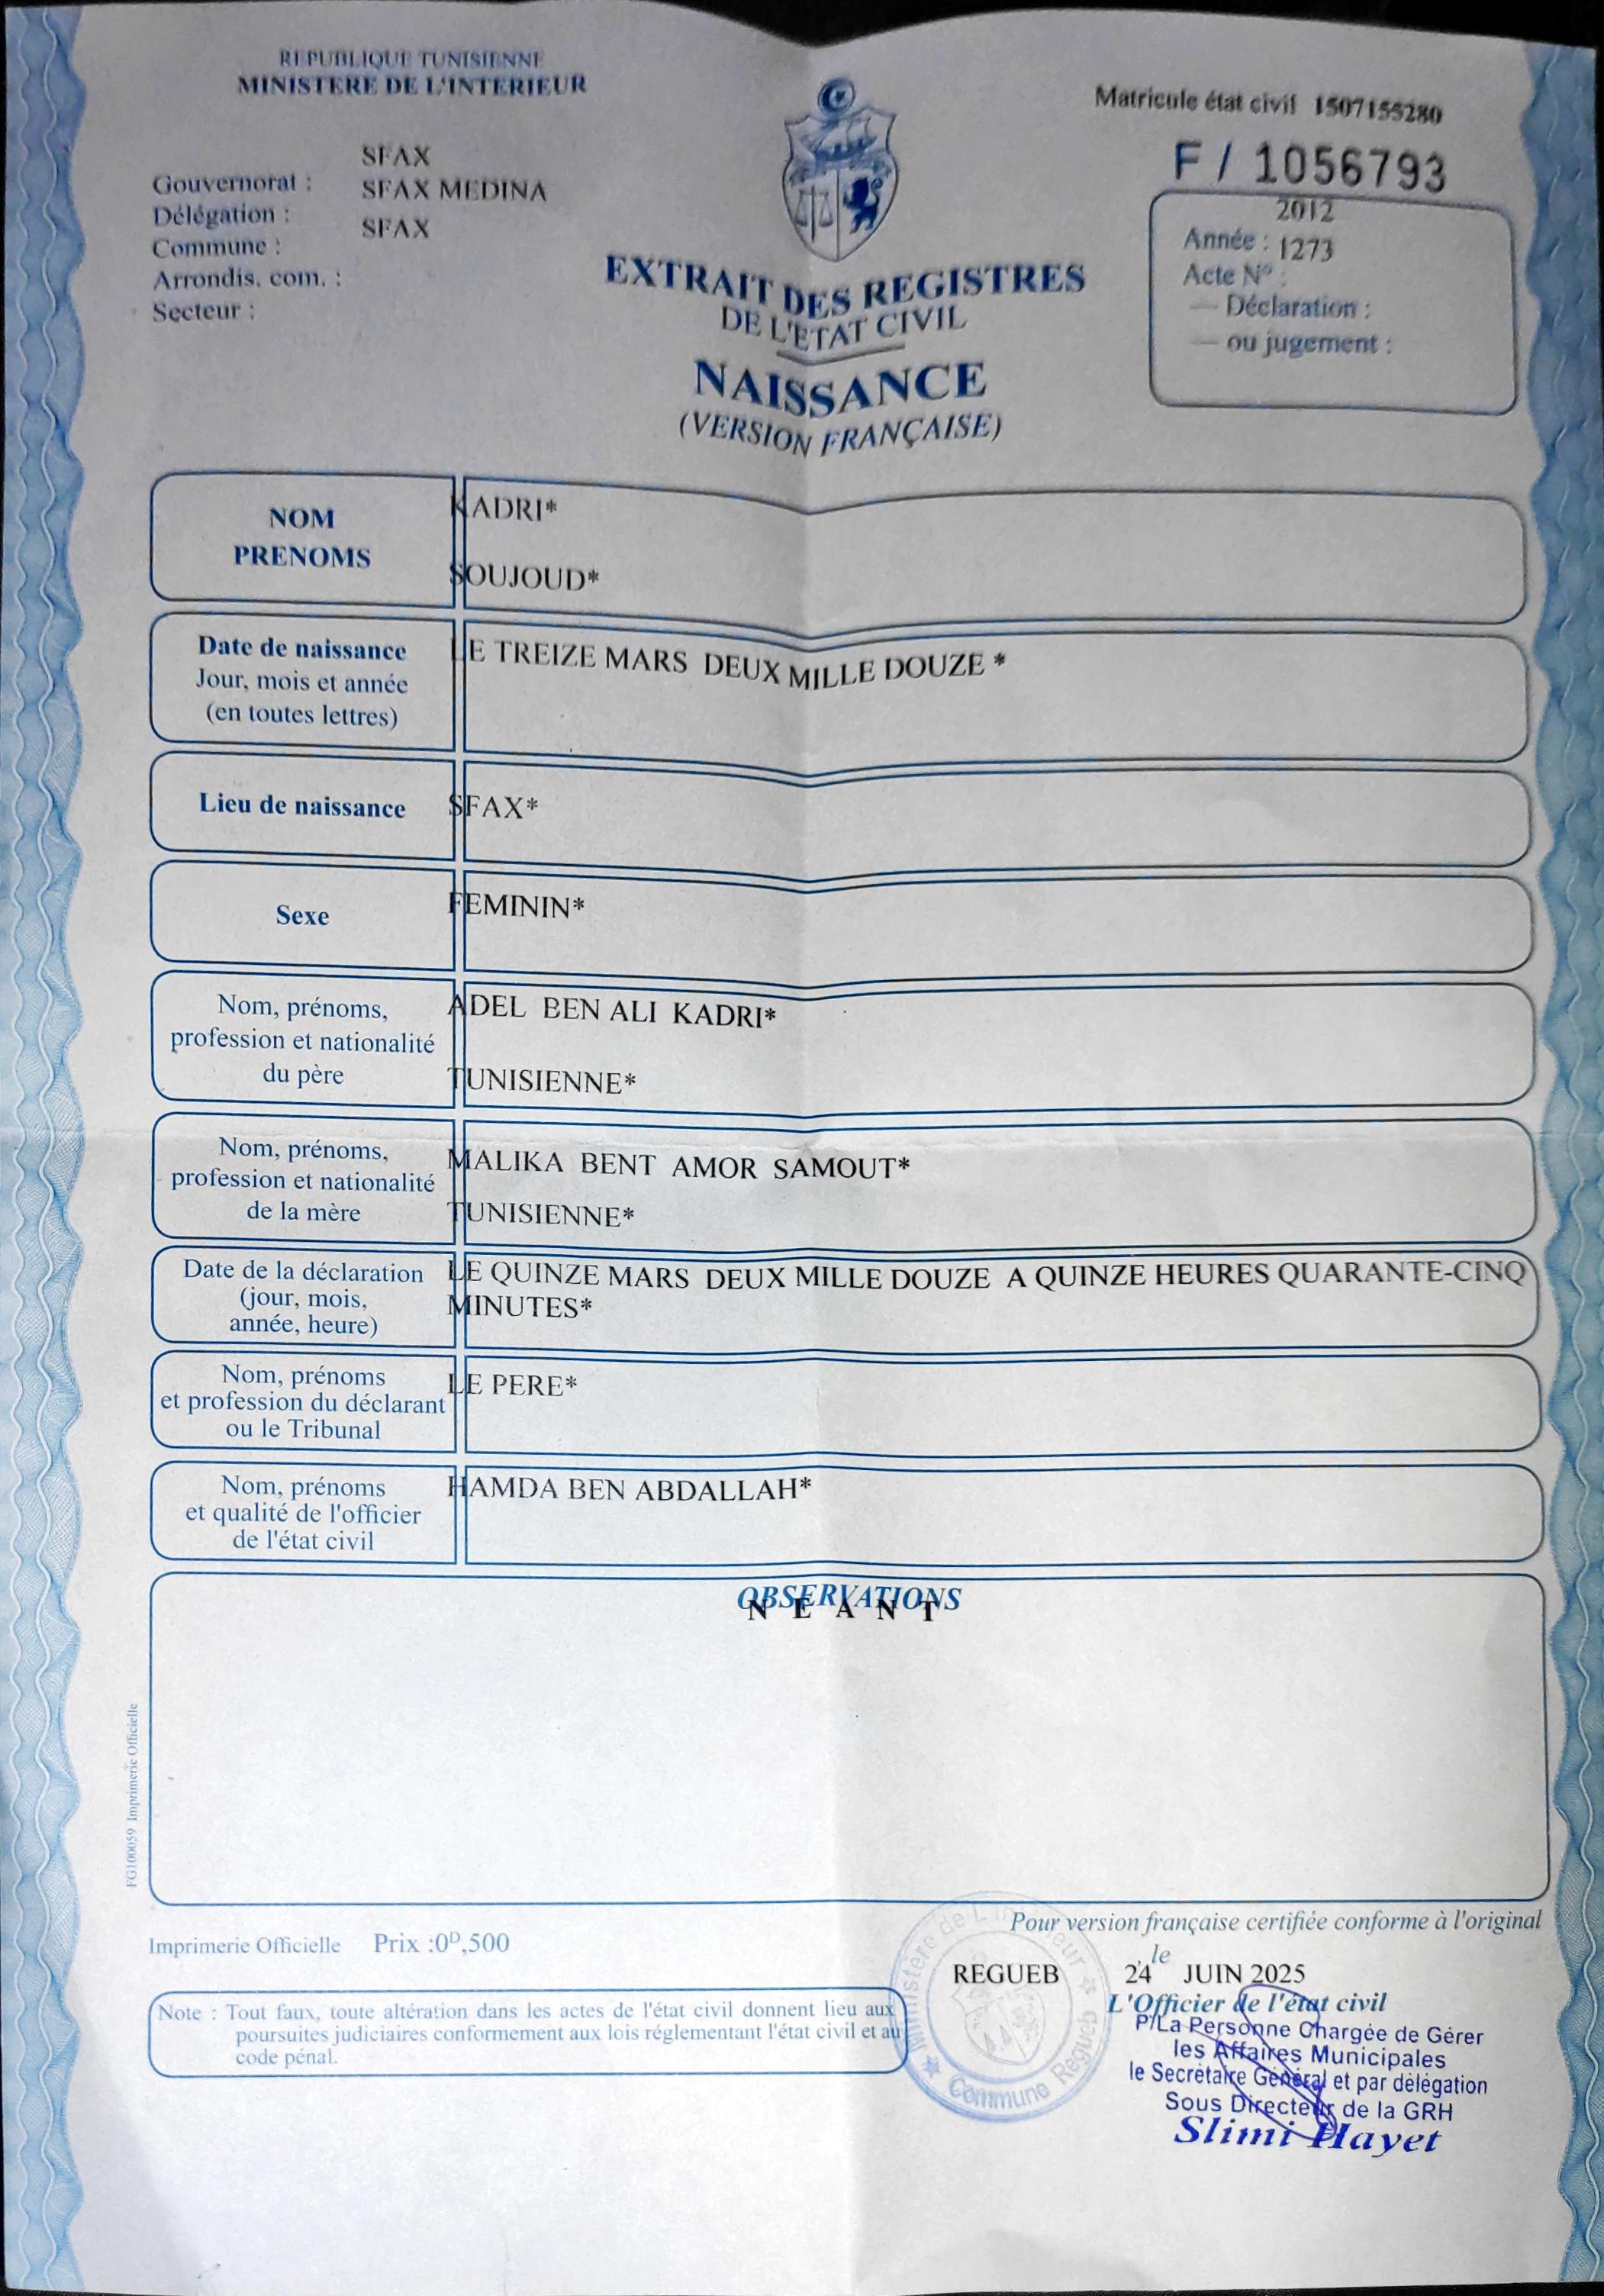 REPUBLIQUE TUNISIENNE
MINISTERE DE L'INTERIEUR
Matricule état civil 1507155280
F / 1056793
SFAX
Gouvernorat :
SFAX MEDINA
Délégation :
SFAX
Commune :
Arrondis. com. :
Secteur :
2012
Année :
1273
Acte N° :
— Déclaration :
— ou jugement :
EXTRAIT DES REGISTRES
DE L'ETAT CIVIL
NAISSANCE
(VERSION FRANÇAISE)
NOM
PRENOMS
KADRI*
SOUJOUD*
Date de naissance
Jour, mois et année
(en toutes lettres)
LE TREIZE MARS DEUX MILLE DOUZE *
Lieu de naissance
SFAX*
Sexe
FEMININ*
Nom, prénoms,
profession et nationalité
du père
ADEL BEN ALI KADRI*
TUNISIENNE*
Nom, prénoms,
profession et nationalité
de la mère
MALIKA BENT AMOR SAMOUT*
TUNISIENNE*
Date de la déclaration
(jour, mois,
année, heure)
LE QUINZE MARS DEUX MILLE DOUZE A QUINZE HEURES QUARANTE-CINQ
MINUTES*
Nom, prénoms
et profession du déclarant
ou le Tribunal
LE PERE*
Nom, prénoms
et qualité de l'officier
de l'état civil
HAMDA BEN ABDALLAH*
OBSERVATIONS
N E A N T
FG100059 Imprimerie Officielle
Imprimerie Officielle Prix :0ᴰ,500
Note : Tout faux, toute altération dans les actes de l'état civil donnent lieu aux
poursuites judiciaires conformement aux lois réglementant l'état civil et au
code pénal.
Pour version française certifiée conforme à l'original
REGUEB , le 24 JUIN 2025
L'Officier de l'état civil
P/La Personne Chargée de Gérer
les Affaires Municipales
le Secrétaire Général et par délégation
Sous Directeur de la GRH
Slimi Hayet
Ministère de L'Intérieur
Commune Regueb